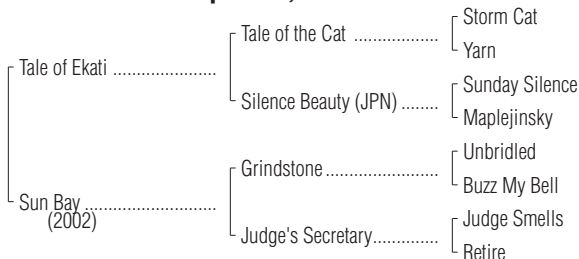 Tale of Ekati
Sun Bay
(2002)
Tale of the Cat
Silence Beauty (JPN)
Grindstone
Judge's Secretary
Storm Cat
Yarn
Sunday Silence
Maplejinsky
Unbridled
Buzz My Bell
Judge Smells
Retire